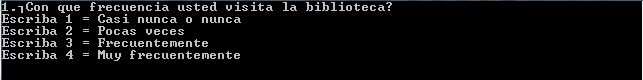 1.┐Con que frecuencia usted visita la biblioteca?
Escriba 1 = Casi nunca o nunca
Escriba 2 = Pocas veces
Escriba 3 = Frecuentemente
Escriba 4 = Muy frecuentemente